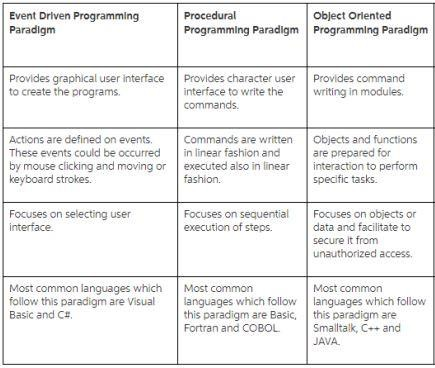 Event Driven Programming
Paradigm
Procedural
Programming Paradigm
Object Oriented
Programming Paradigm
Provides graphical user interface
to create the programs.
Provides character user
interface to write the
commands.
Provides command
writing in modules.
Actions are defined on events.
These events could be occurred
by mouse clicking and moving or
keyboard strokes.
Commands are written
in linear fashion and
executed also in linear
fashion.
Objects and functions
are prepared for
interaction to perform
specific tasks.
Focuses on selecting user
interface.
Focuses on sequential
execution of steps.
Focuses on objects or
data and facilitate to
secure it from
unauthorized access.
Most common languages which
follow this paradigm are Visual
Basic and C#.
Most common
languages which follow
this paradigm are Basic,
Fortran and COBOL.
Most common
languages which follow
this paradigm are
Smalltalk, C++ and
JAVA.